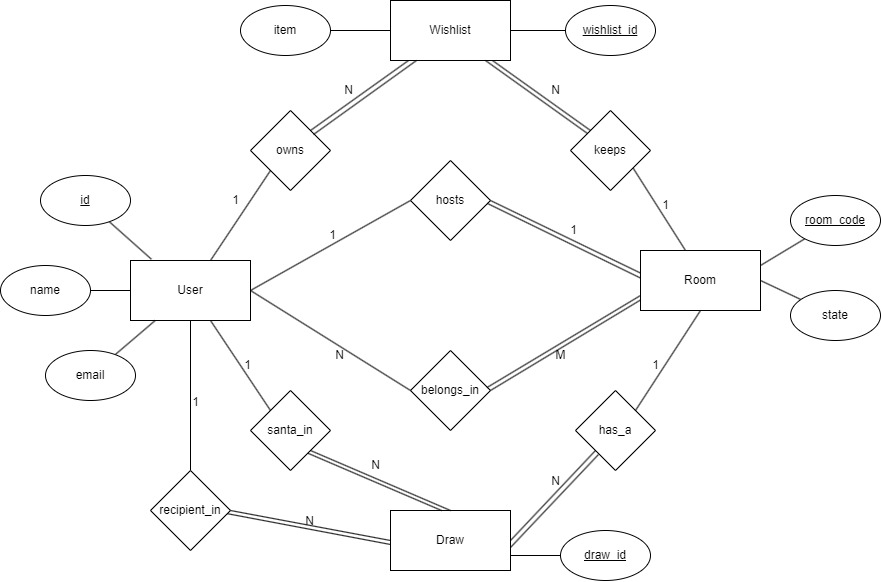 item
Wishlist
wishlist_id
N
N
owns
keeps
id
1
hosts
1
room_code
1
1
name
User
Room
state
email
N
M
1
belongs_in
1
1
santa_in
has_a
N
N
recipient_in
N
Draw
draw_id